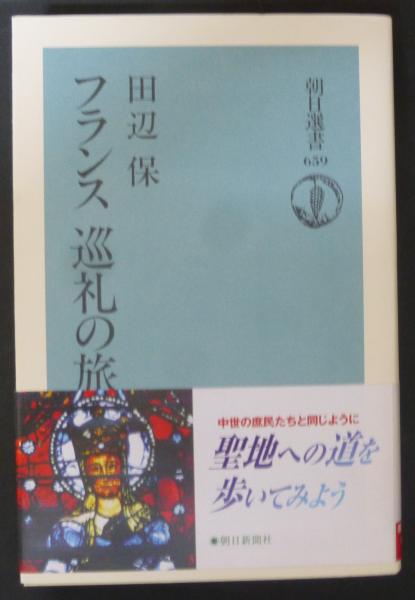 朝日選書
659
田辺 保
フランス 巡礼の旅
中世の庶民たちと同じように
聖地への道を
歩いてみよう
朝日新聞社